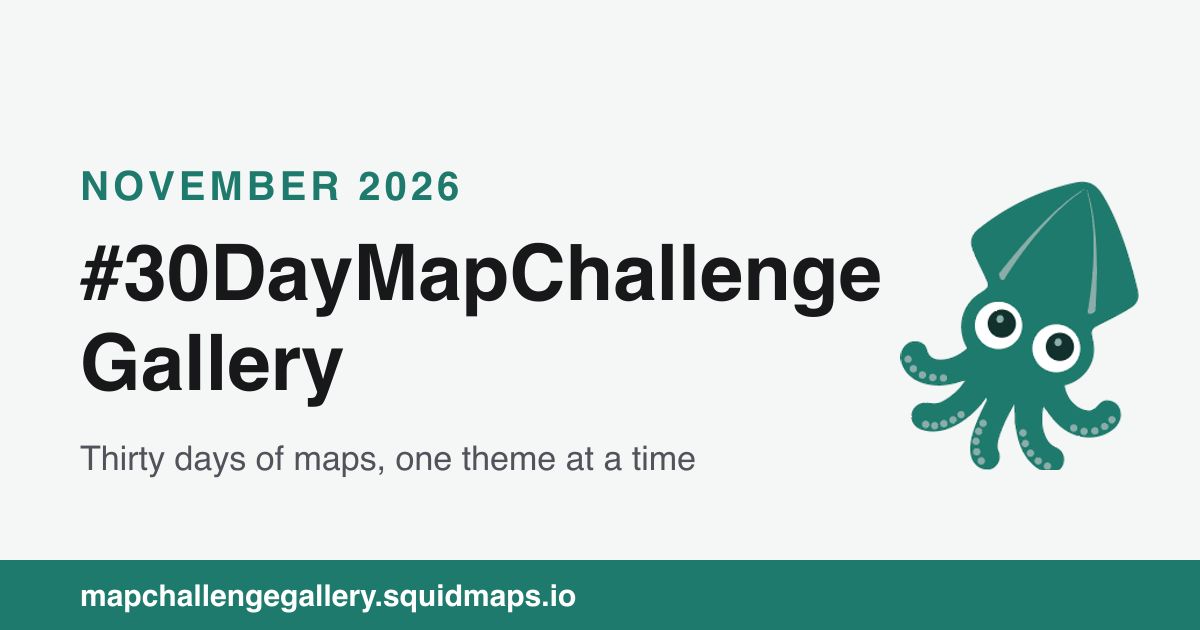 NOVEMBER 2026
#30DayMapChallenge
Gallery
Thirty days of maps, one theme at a time
mapchallengegallery.squidmaps.io